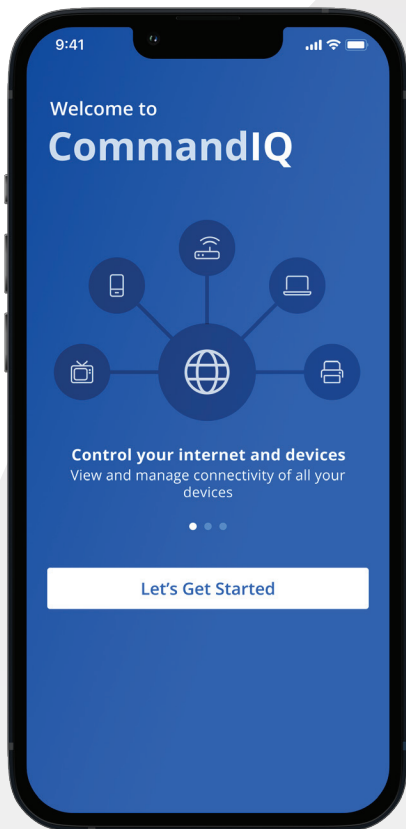 9:41
Welcome to
CommandIQ
Control your internet and devices
View and manage connectivity of all your
devices
Let's Get Started